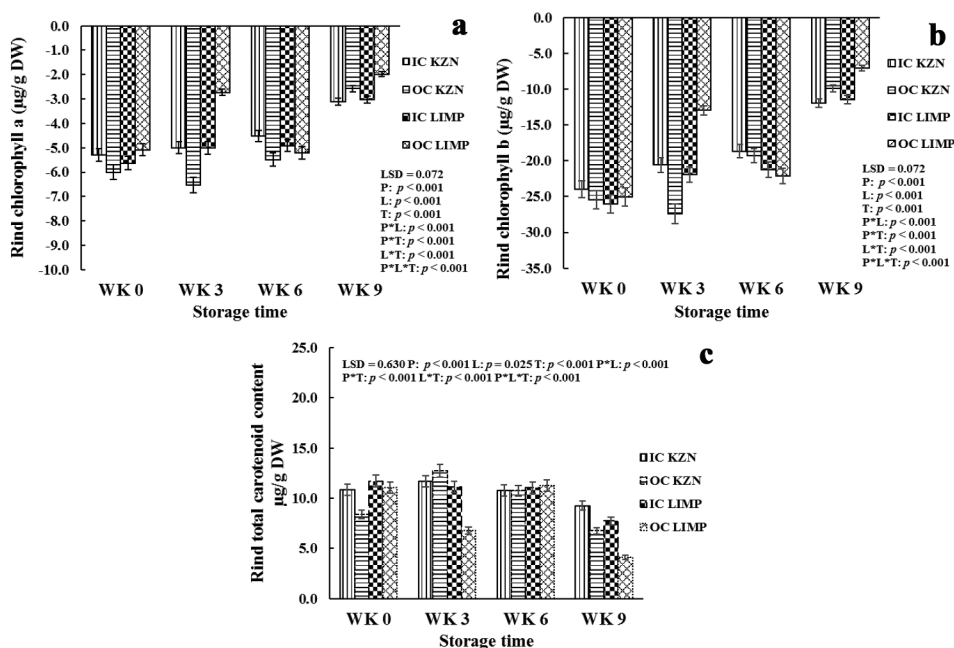 a
Rind chlorophyll a (µg/g DW)
0.0
-1.0
-2.0
-3.0
-4.0
-5.0
-6.0
-7.0
-8.0
-9.0
-10.0
IC KZN
OC KZN
IC LIMP
OC LIMP
LSD = 0.072
P: p < 0.001
L: p < 0.001
T: p < 0.001
P*L: p < 0.001
P*T: p < 0.001
L*T: p < 0.001
P*L*T: p < 0.001
WK 0 WK 3 WK 6 WK 9
Storage time
b
Rind chlorophyll b (µg/g DW)
0.0
-5.0
-10.0
-15.0
-20.0
-25.0
-30.0
-35.0
IC KZN
OC KZN
IC LIMP
OC LIMP
LSD = 0.072
P: p < 0.001
L: p < 0.001
T: p < 0.001
P*L: p < 0.001
P*T: p < 0.001
L*T: p < 0.001
P*L*T: p < 0.001
WK 0 WK 3 WK 6 WK 9
Storage time
c
Rind total carotenoid content
µg/g DW
25.0
20.0
15.0
10.0
5.0
0.0
LSD = 0.630 P: p < 0.001 L: p = 0.025 T: p < 0.001 P*L: p < 0.001
P*T: p < 0.001 L*T: p < 0.001 P*L*T: p < 0.001
IC KZN
OC KZN
IC LIMP
OC LIMP
WK 0 WK 3 WK 6 WK 9
Storage time